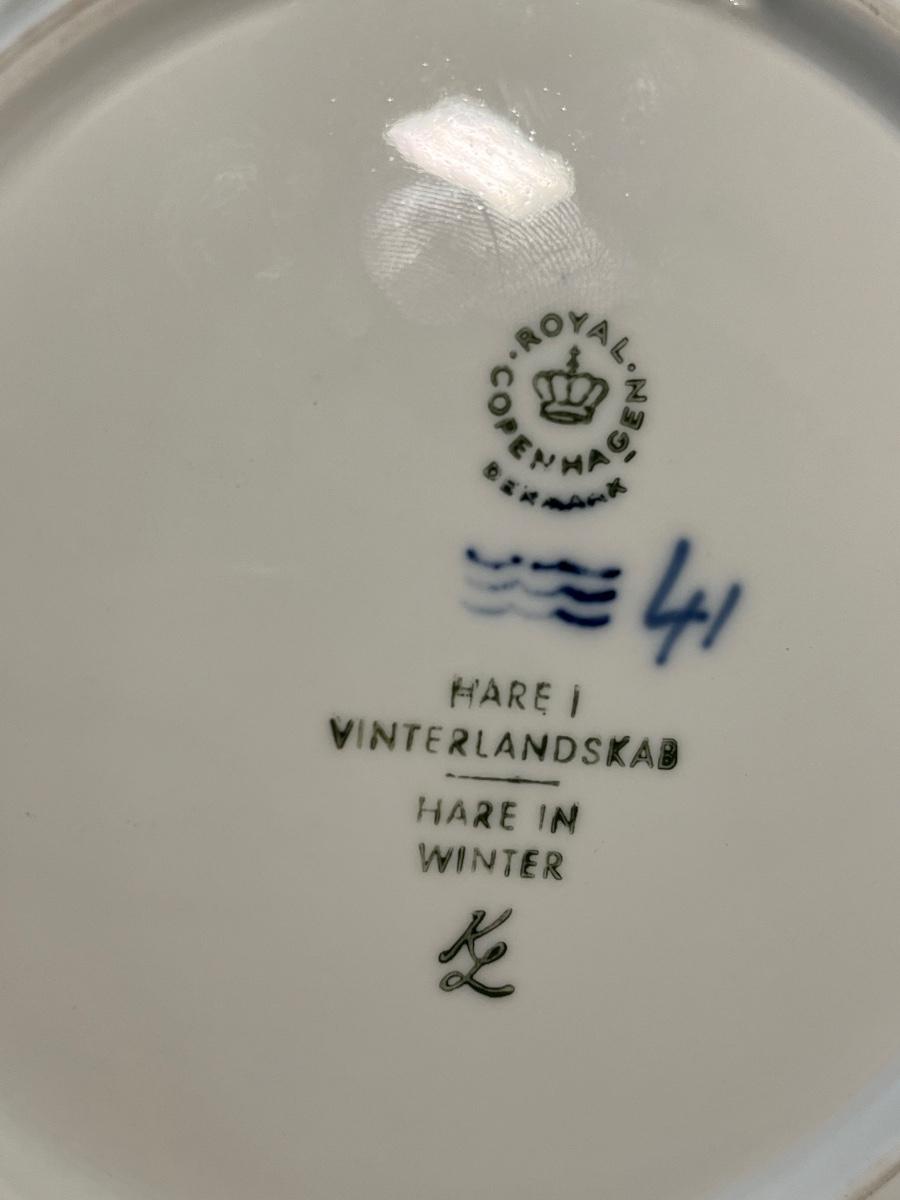 ROYAL
COPENHAGEN
DENMARK
41
HARE I
VINTERLANDSKAB
HARE IN
WINTER
KL